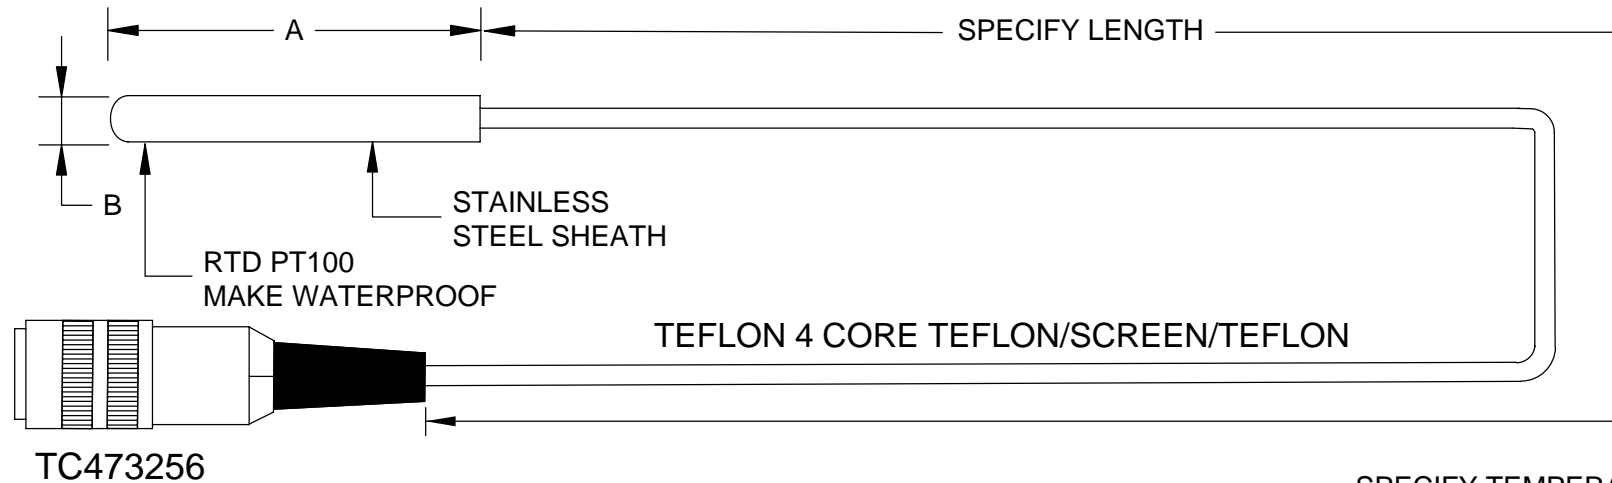 A
SPECIFY LENGTH
B
STAINLESS
STEEL SHEATH
RTD PT100
MAKE WATERPROOF
TEFLON 4 CORE TEFLON/SCREEN/TEFLON
TC473256